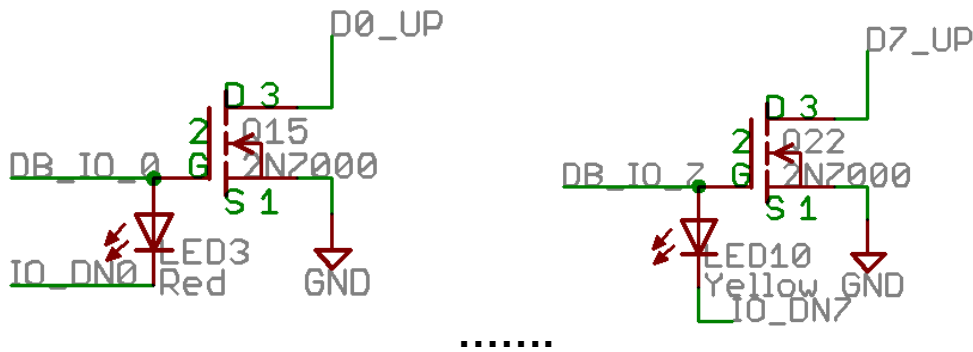 D0_UP
D 3
2
Q15
DB_IO_0
G
2N7000
S 1
LED3
IO_DN0
Red
GND
D7_UP
D 3
2
Q22
DB_IO_7
G
2N7000
S 1
LED10
Yellow
GND
IO_DN7
.......